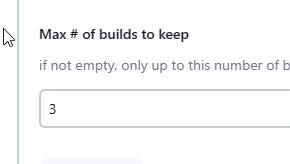 Max # of builds to keep
if not empty, only up to this number of b
3